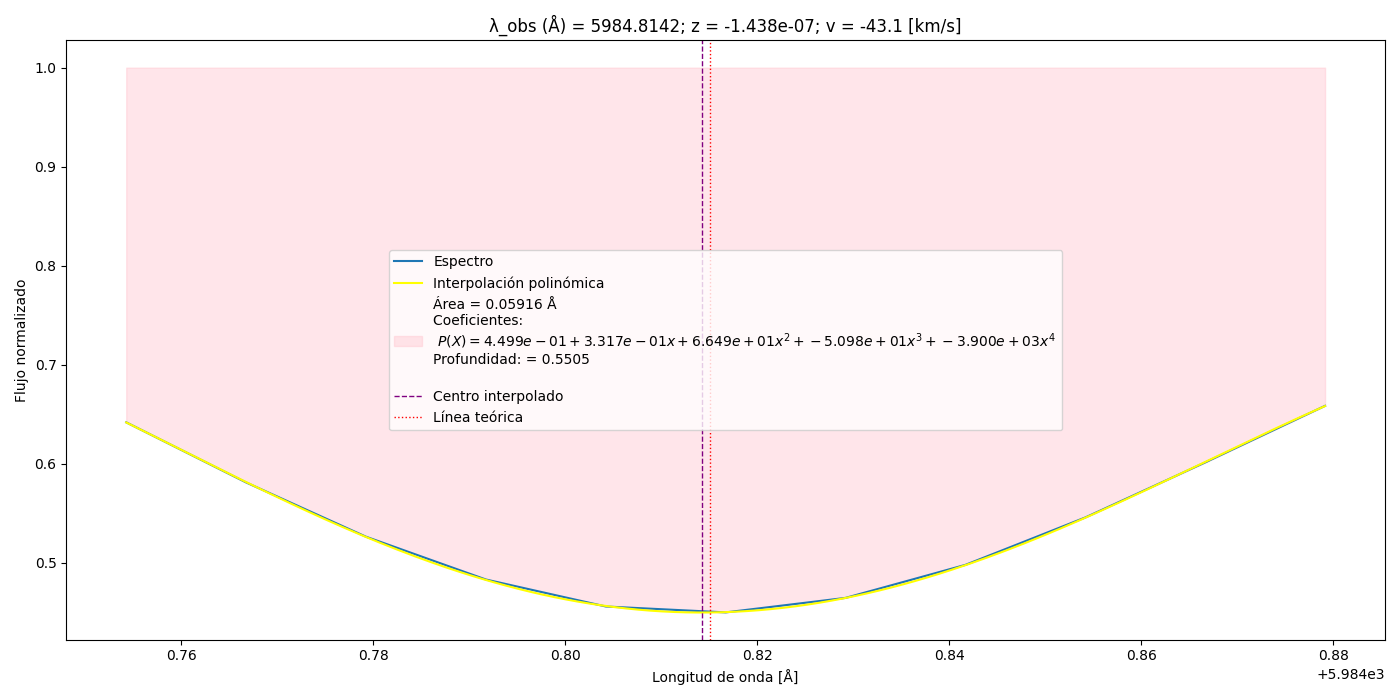 λ_obs (Å) = 5984.8142; z = -1.438e-07; v = -43.1 [km/s]
Flujo normalizado
1.0
0.9
0.8
0.7
0.6
0.5
Espectro
Interpolación polinómica
Área = 0.05916 Å
Coeficientes:
P(X) = 4.499e − 01 + 3.317e − 01x + 6.649e + 01x² + −5.098e + 01x³ + −3.900e + 03x⁴
Profundidad: = 0.5505
Centro interpolado
Línea teórica
0.76 0.78 0.80 0.82 0.84 0.86 0.88
+5.984e3
Longitud de onda [Å]